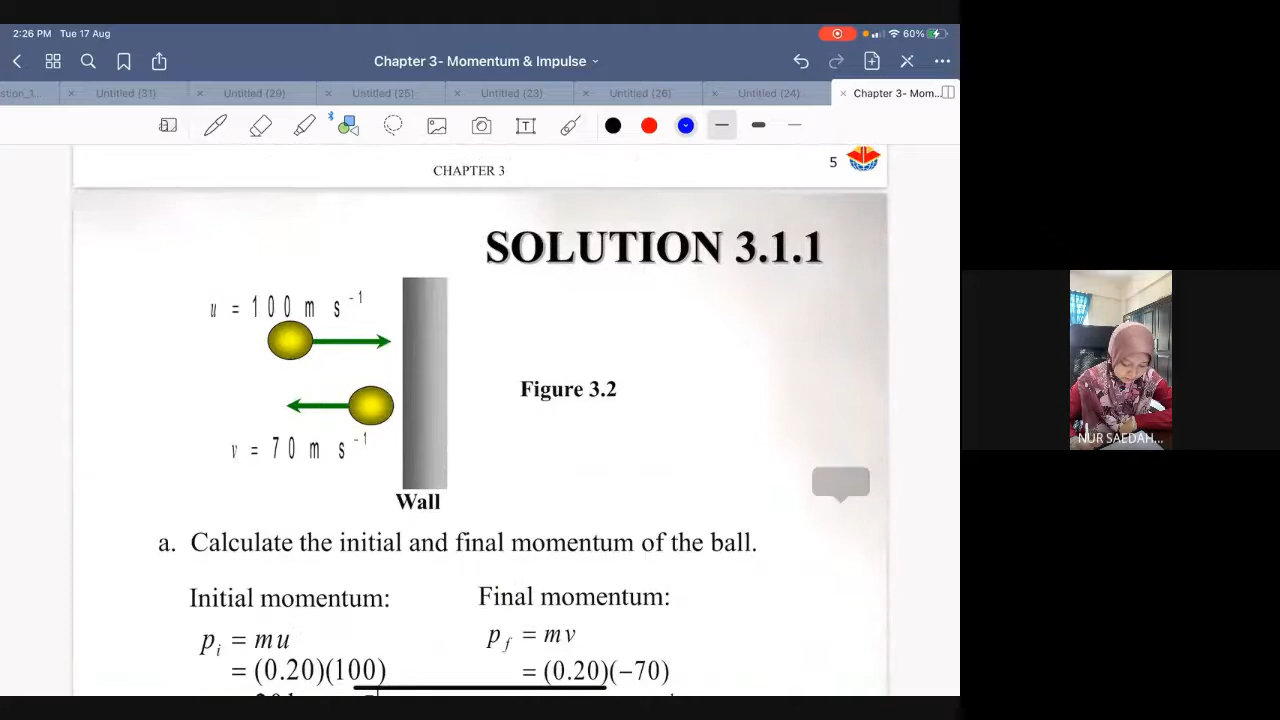 2:26 PM Tue 17 Aug
60%
Chapter 3- Momentum & Impulse
Untitled (31)
Untitled (29)
Untitled (25)
Untitled (23)
Untitled (26)
Untitled (24)
Chapter 3- Mom...
T
CHAPTER 3
5
SOLUTION 3.1.1
u = 100 m s⁻¹
Figure 3.2
v = 70 m s⁻¹
Wall
a. Calculate the initial and final momentum of the ball.
Initial momentum:
Final momentum:
pᵢ = mu
p_f = mv
= (0.20)(100)
= (0.20)(−70)
NUR SAEDAH...